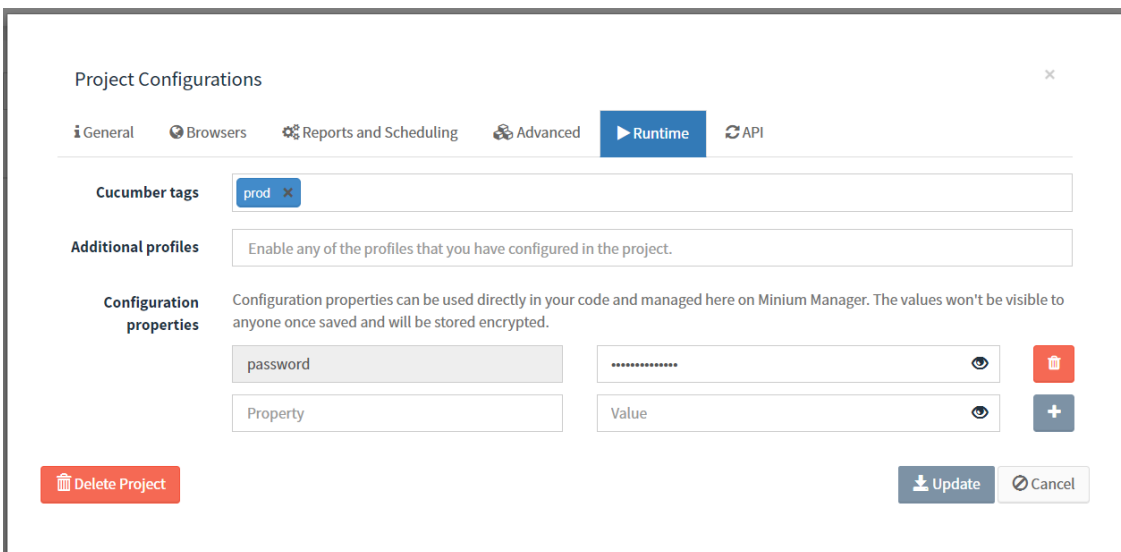 Project Configurations ×
General Browsers Reports and Scheduling Advanced Runtime API
Cucumber tags prod ×
Additional profiles Enable any of the profiles that you have configured in the project.
Configuration properties can be used directly in your code and managed here on Minium Manager. The values won't be visible to
anyone once saved and will be stored encrypted.
Configuration
properties
password ••••••••••••••
Property Value
Delete Project Update Cancel